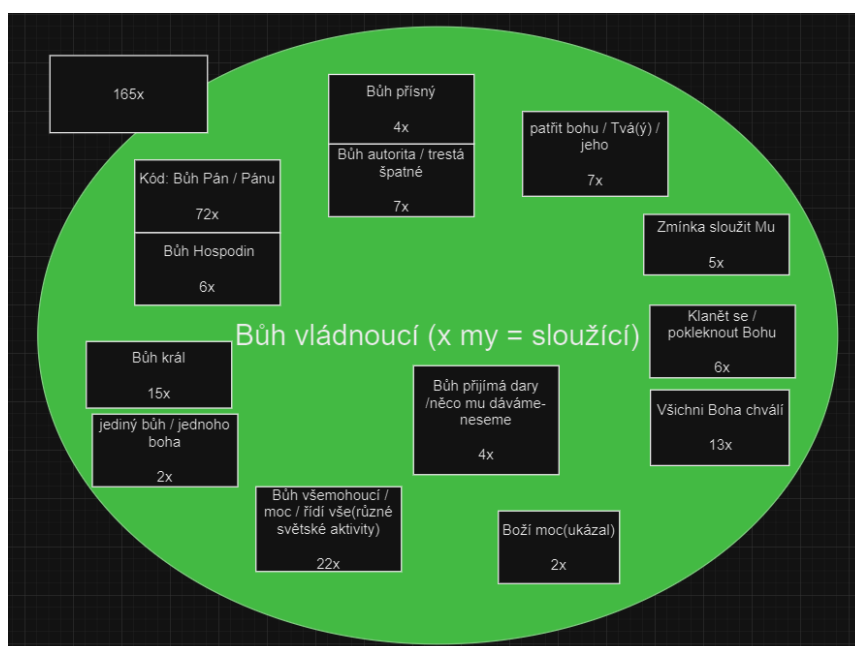 165x
Bůh přísný
4x
Bůh autorita / trestá
špatné
7x
patřit bohu / Tvá(ý) /
jeho
7x
Kód: Bůh Pán / Pánu
72x
Bůh Hospodin
6x
Zmínka sloužit Mu
5x
Bůh vládnoucí (x my = sloužící)
Klanět se /
pokleknout Bohu
6x
Bůh král
15x
jediný bůh / jednoho
boha
2x
Bůh přijímá dary
/něco mu dáváme-
neseme
4x
Všichni Boha chválí
13x
Bůh všemohoucí /
moc / řídí vše(různé
světské aktivity)
22x
Boží moc(ukázal)
2x